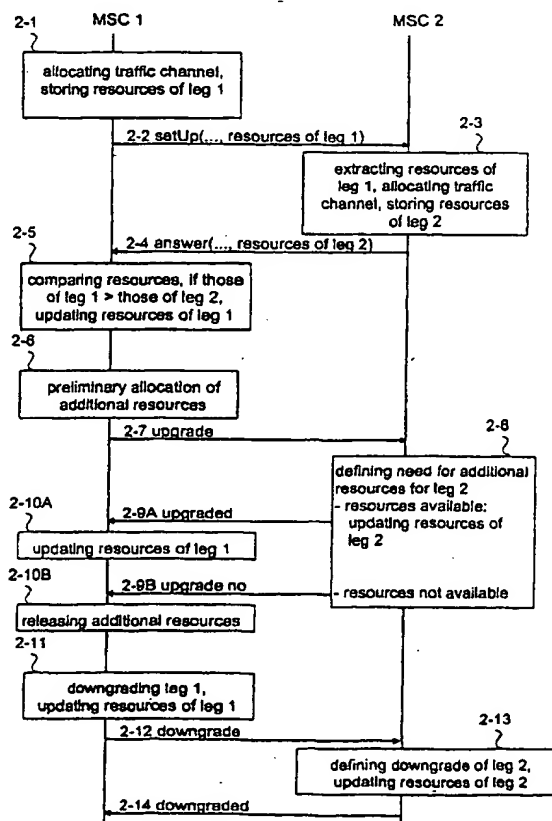 MSC 1
MSC 2
2-1
allocating traffic channel,
storing resources of leg 1
2-2 setUp(..., resources of leg 1)
2-3
extracting resources of
leg 1, allocating traffic
channel, storing resources
of leg 2
2-4 answer(..., resources of leg 2)
2-5
comparing resources, if those
of leg 1 > those of leg 2,
updating resources of leg 1
2-6
preliminary allocation of
additional resources
2-7 upgrade
2-8
defining need for additional
resources for leg 2
- resources available:
updating resources of
leg 2
2-9A upgraded
2-10A
updating resources of leg 1
2-9B upgrade no
- resources not available
2-10B
releasing additional resources
2-11
downgrading leg 1,
updating resources of leg 1
2-12 downgrade
2-13
defining downgrade of leg 2,
updating resources of leg 2
2-14 downgraded